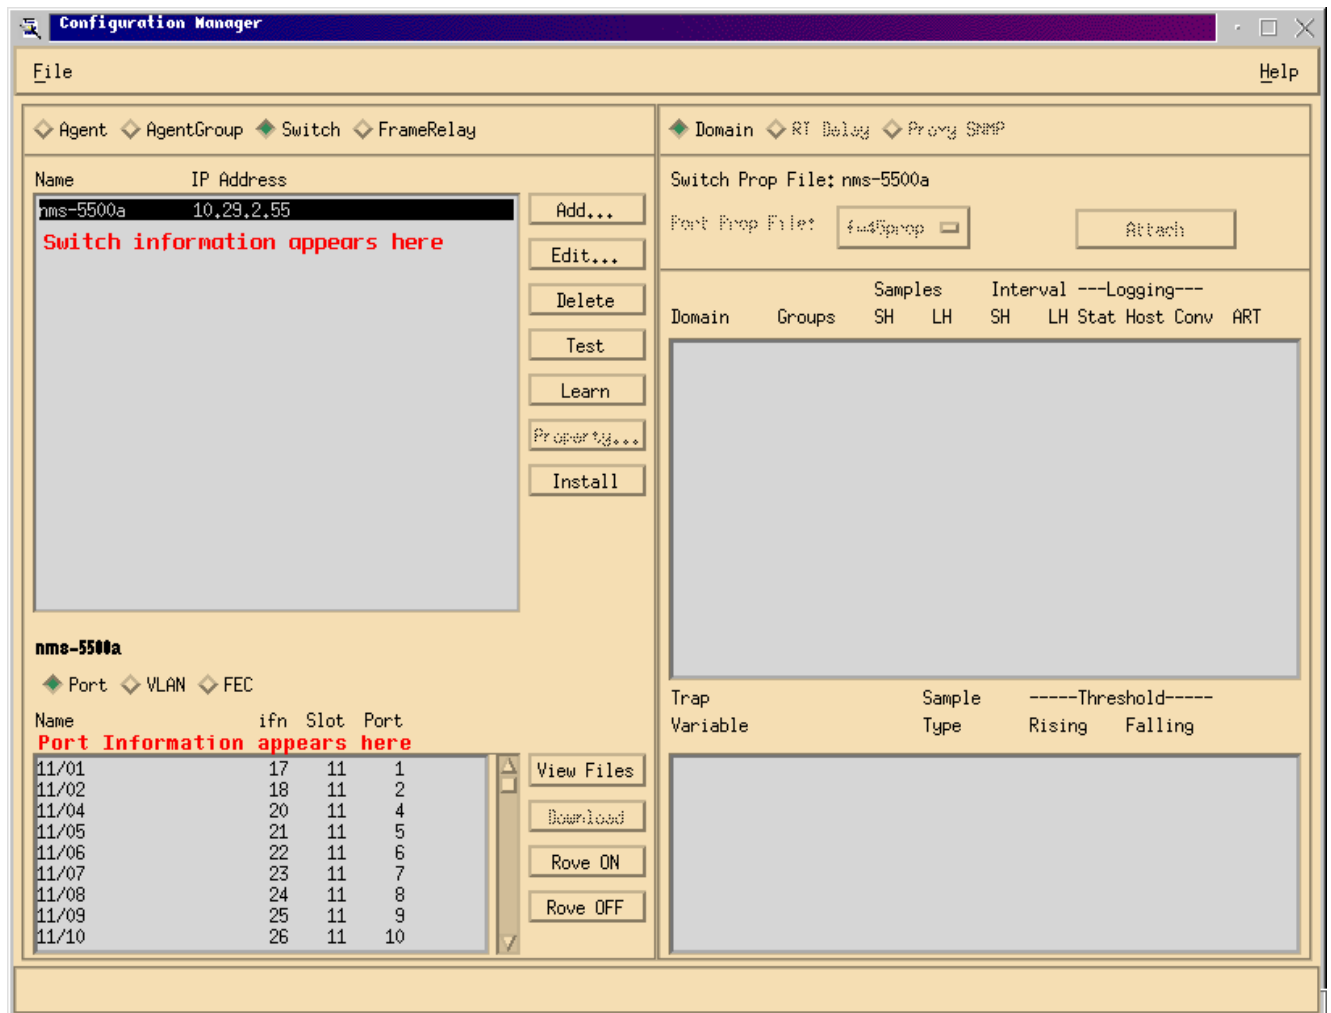 Configuration Manager
File Help
Agent AgentGroup Switch FrameRelay
Name IP Address
nms-5500a 10.29.2.55
Switch information appears here
Add...
Edit...
Delete
Test
Learn
Property...
Install
nms-5500a
Port VLAN FEC
Name ifn Slot Port
Port Information appears here
11/01 17 11 1
11/02 18 11 2
11/04 20 11 4
11/05 21 11 5
11/06 22 11 6
11/07 23 11 7
11/08 24 11 8
11/09 25 11 9
11/10 26 11 10
View Files
Download
Rove ON
Rove OFF
Domain RT Delay Proxy SNMP
Switch Prop File: nms-5500a
Port Prop File: Attach
Samples Interval ---Logging---
Domain Groups SH LH SH LH Stat Host Conv ART
Trap Sample -----Threshold-----
Variable Type Rising Falling